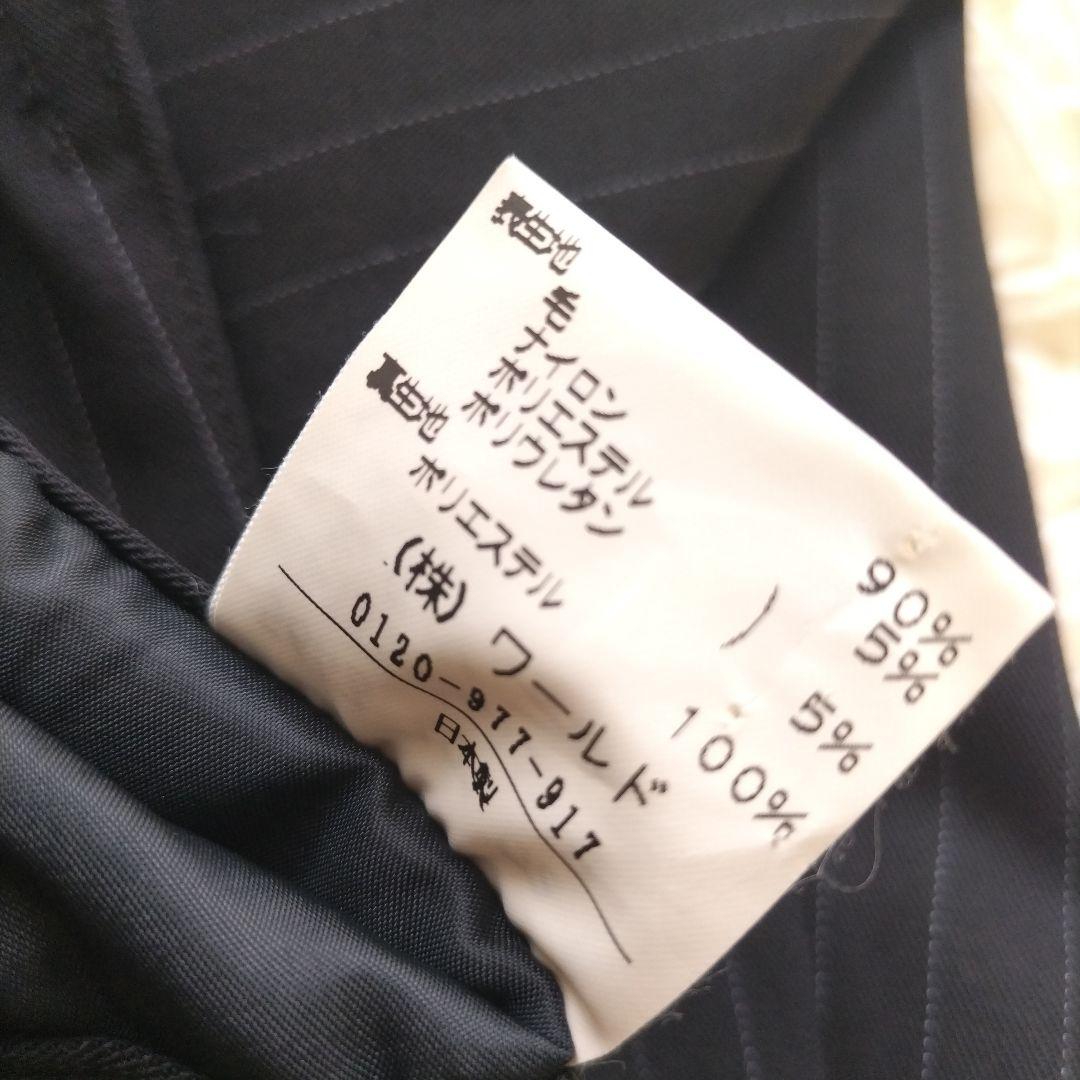 表生地
毛 90%
ナイロン 5%
ポリエステル )
ポリウレタン 5%
裏生地
ポリエステル 100%
(株) ワールド
0120-977-917
日本製